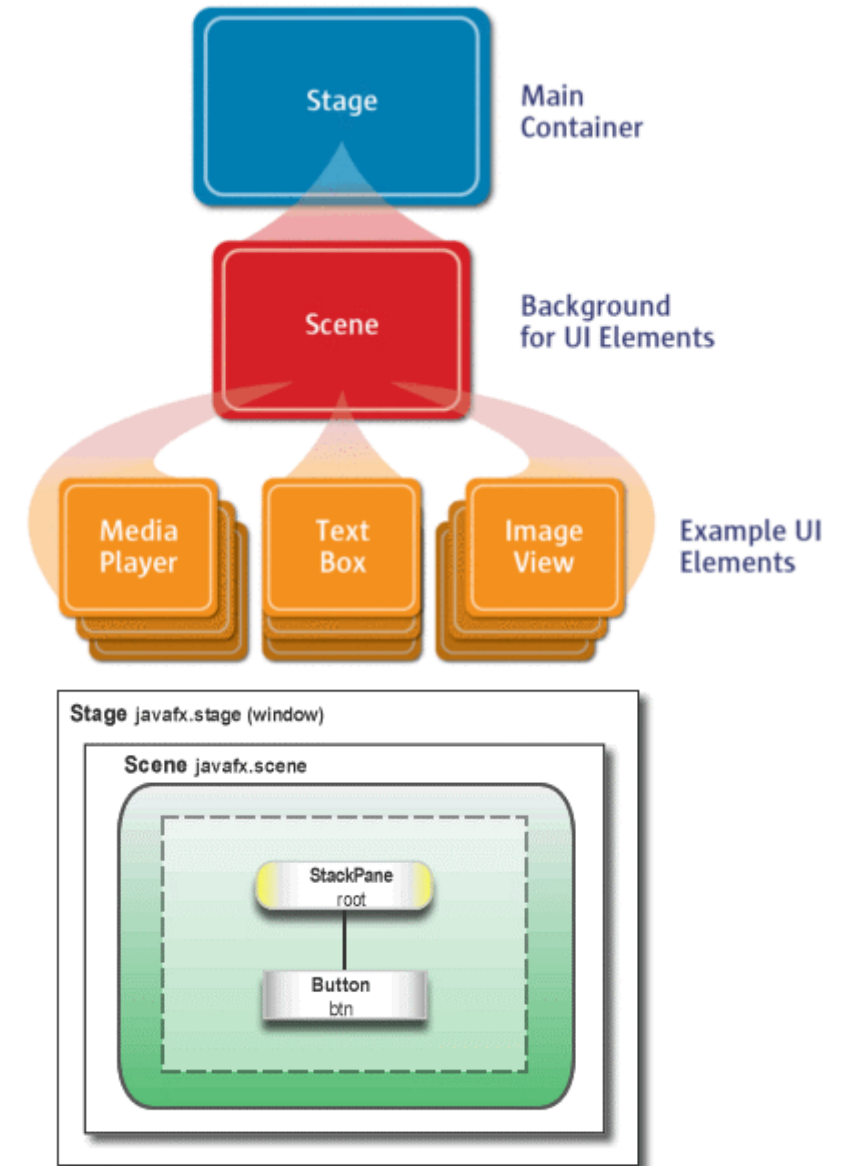 Stage
Main
Container
Scene
Background
for UI Elements
Media
Player
Text
Box
Image
View
Example UI
Elements
Stage javafx.stage (window)
Scene javafx.scene
StackPane
root
Button
btn